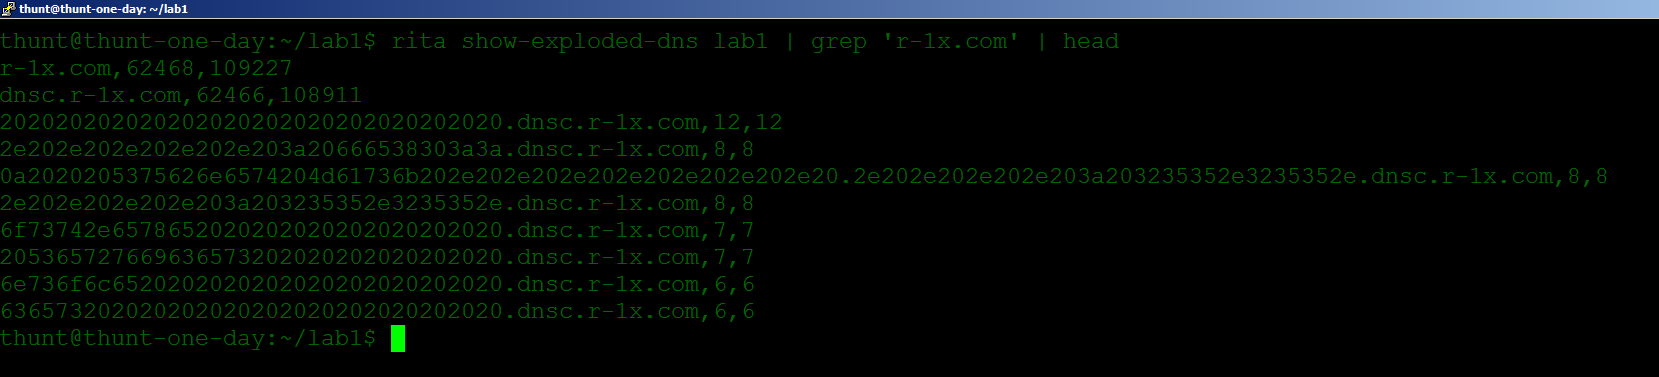 thunt@thunt-one-day: ~/lab1
thunt@thunt-one-day:~/lab1$ rita show-exploded-dns lab1 | grep 'r-1x.com' | head
r-1x.com,62468,109227
dnsc.r-1x.com,62466,108911
202020202020202020202020202020202020.dnsc.r-1x.com,12,12
2e202e202e202e202e203a20666538303a3a.dnsc.r-1x.com,8,8
0a2020205375626e6574204d61736b202e202e202e202e202e202e202e20.2e202e202e202e203a203235352e3235352e.dnsc.r-1x.com,8,8
2e202e202e202e203a203235352e3235352e.dnsc.r-1x.com,8,8
6f73742e6578652020202020202020202020.dnsc.r-1x.com,7,7
205365727669636573202020202020202020.dnsc.r-1x.com,7,7
6e736f6c6520202020202020202020202020.dnsc.r-1x.com,6,6
636573202020202020202020202020202020.dnsc.r-1x.com,6,6
thunt@thunt-one-day:~/lab1$